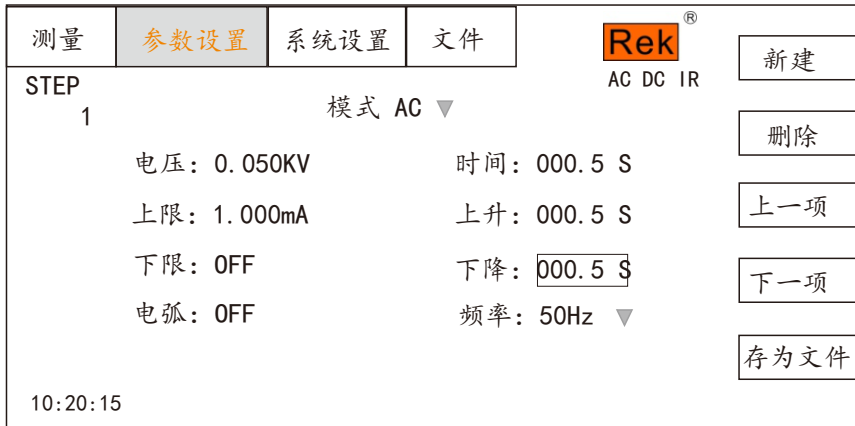 测量 参数设置 系统设置 文件 Rek®
AC DC IR
新建
STEP
1
模式 AC ▼
删除
电压: 0.050KV 时间: 000.5 S
上限: 1.000mA 上升: 000.5 S
上一项
下限: OFF 下降: 000.5 S
下一项
电弧: OFF 频率: 50Hz ▼
存为文件
10:20:15